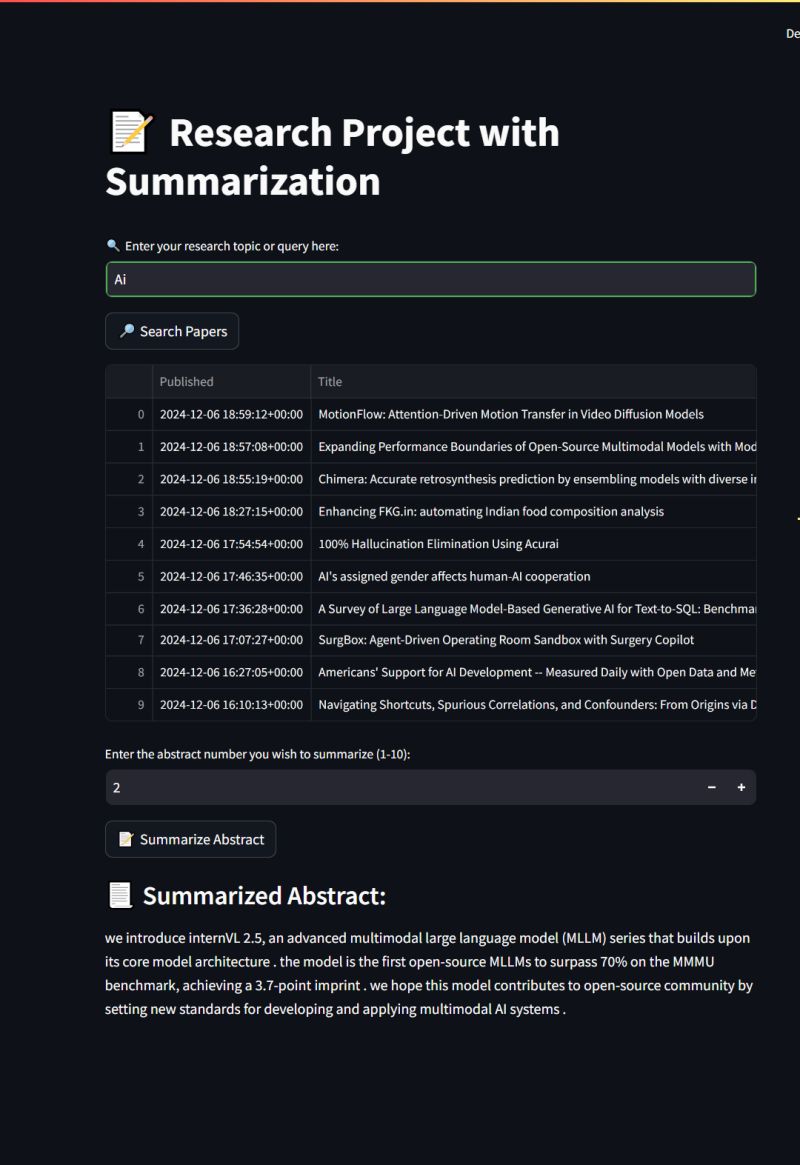 De
Research Project with
Summarization
Enter your research topic or query here:
Ai
Search Papers
Published Title
0 2024-12-06 18:59:12+00:00 MotionFlow: Attention-Driven Motion Transfer in Video Diffusion Models
1 2024-12-06 18:57:08+00:00 Expanding Performance Boundaries of Open-Source Multimodal Models with Mod
2 2024-12-06 18:55:19+00:00 Chimera: Accurate retrosynthesis prediction by ensembling models with diverse i
3 2024-12-06 18:27:15+00:00 Enhancing FKG.in: automating Indian food composition analysis
4 2024-12-06 17:54:54+00:00 100% Hallucination Elimination Using Acurai
5 2024-12-06 17:46:35+00:00 AI's assigned gender affects human-AI cooperation
6 2024-12-06 17:36:28+00:00 A Survey of Large Language Model-Based Generative AI for Text-to-SQL: Benchmar
7 2024-12-06 17:07:27+00:00 SurgBox: Agent-Driven Operating Room Sandbox with Surgery Copilot
8 2024-12-06 16:27:05+00:00 Americans' Support for AI Development -- Measured Daily with Open Data and Me
9 2024-12-06 16:10:13+00:00 Navigating Shortcuts, Spurious Correlations, and Confounders: From Origins via D
Enter the abstract number you wish to summarize (1-10):
2 − +
Summarize Abstract
Summarized Abstract:
we introduce internVL 2.5, an advanced multimodal large language model (MLLM) series that builds upon
its core model architecture . the model is the first open-source MLLMs to surpass 70% on the MMMU
benchmark, achieving a 3.7-point imprint . we hope this model contributes to open-source community by
setting new standards for developing and applying multimodal AI systems .